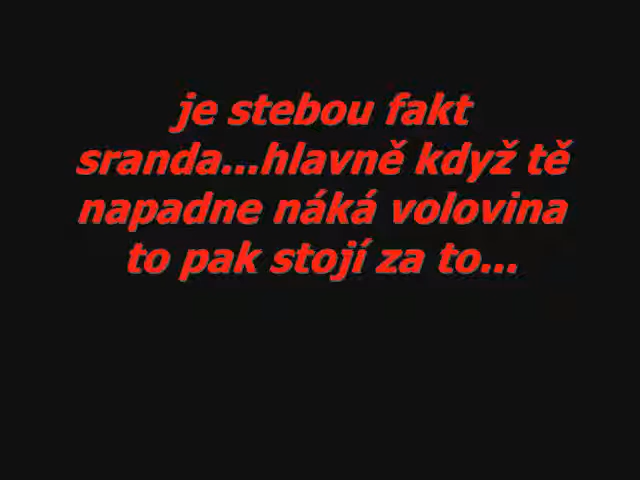 je stebou fakt
sranda...hlavně když tě
napadne náká volovina
to pak stojí za to...